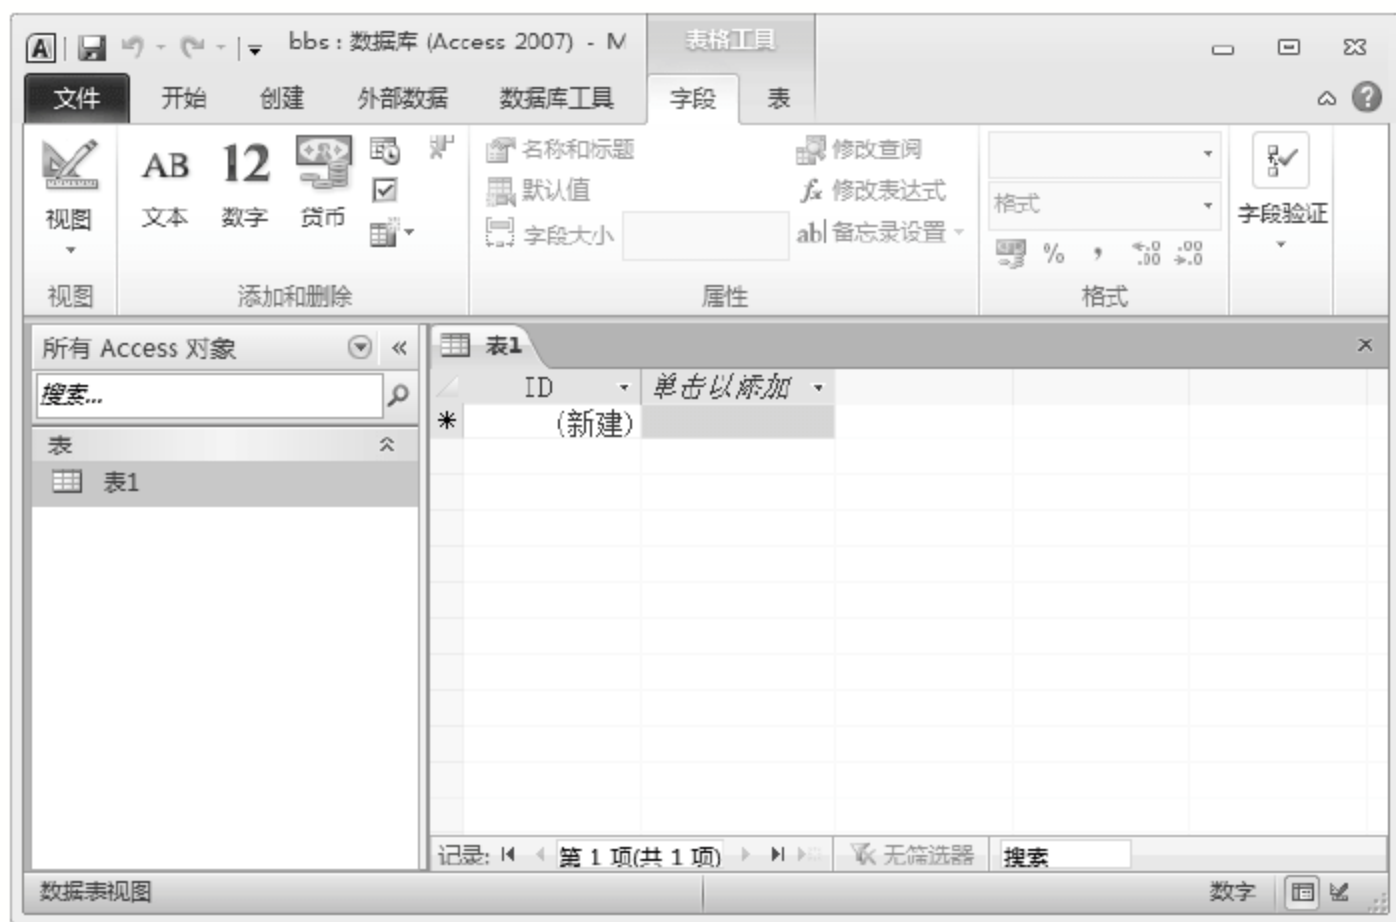 bbs : 数据库 (Access 2007) - M
表格工具
文件 开始 创建 外部数据 数据库工具 字段 表
视图
AB 文本
12 数字
货币
名称和标题
默认值
字段大小
修改查阅
fx 修改表达式
ab| 备忘录设置
格式
% , .0 .00 .00 .0
字段验证
视图 添加和删除 属性 格式
所有 Access 对象 «
搜索...
表
表1
表1
ID 单击以添加
* (新建)
记录: 第 1 项(共 1 项) 无筛选器 搜索
数据表视图 数字